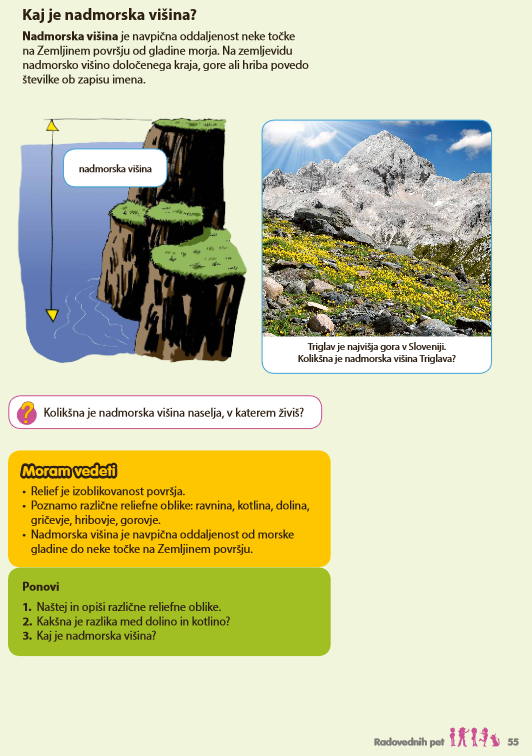 Kaj je nadmorska višina?
Nadmorska višina je navpična oddaljenost neke točke
na Zemljinem površju od gladine morja. Na zemljevidu
nadmorsko višino določenega kraja, gore ali hriba povedo
številke ob zapisu imena.
nadmorska višina
Triglav je najvišja gora v Sloveniji.
Kolikšna je nadmorska višina Triglava?
? Kolikšna je nadmorska višina naselja, v katerem živiš?
Moram vedeti
• Relief je izoblikovanost površja.
• Poznamo različne reliefne oblike: ravnina, kotlina, dolina,
gričevje, hribovje, gorovje.
• Nadmorska višina je navpična oddaljenost od morske
gladine do neke točke na Zemljinem površju.
Ponovi
1. Naštej in opiši različne reliefne oblike.
2. Kakšna je razlika med dolino in kotlino?
3. Kaj je nadmorska višina?
Radovednih pet 55